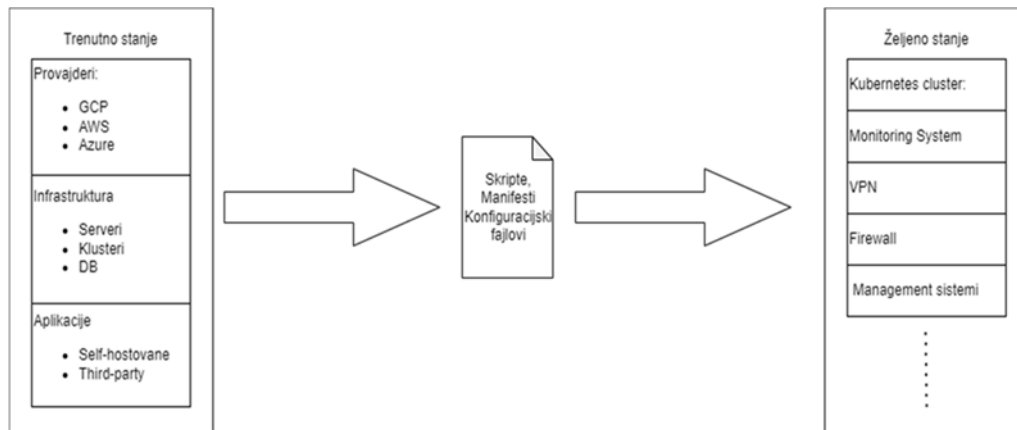 Trenutno stanje
Provajderi:
GCP
AWS
Azure
Infrastruktura
Serveri
Klusteri
DB
Aplikacije
Self-hostovane
Third-party
Skripte,
Manifesti
Konfiguracijski
fajlovi
Željeno stanje
Kubernetes cluster:
Monitoring System
VPN
Firewall
Management sistemi